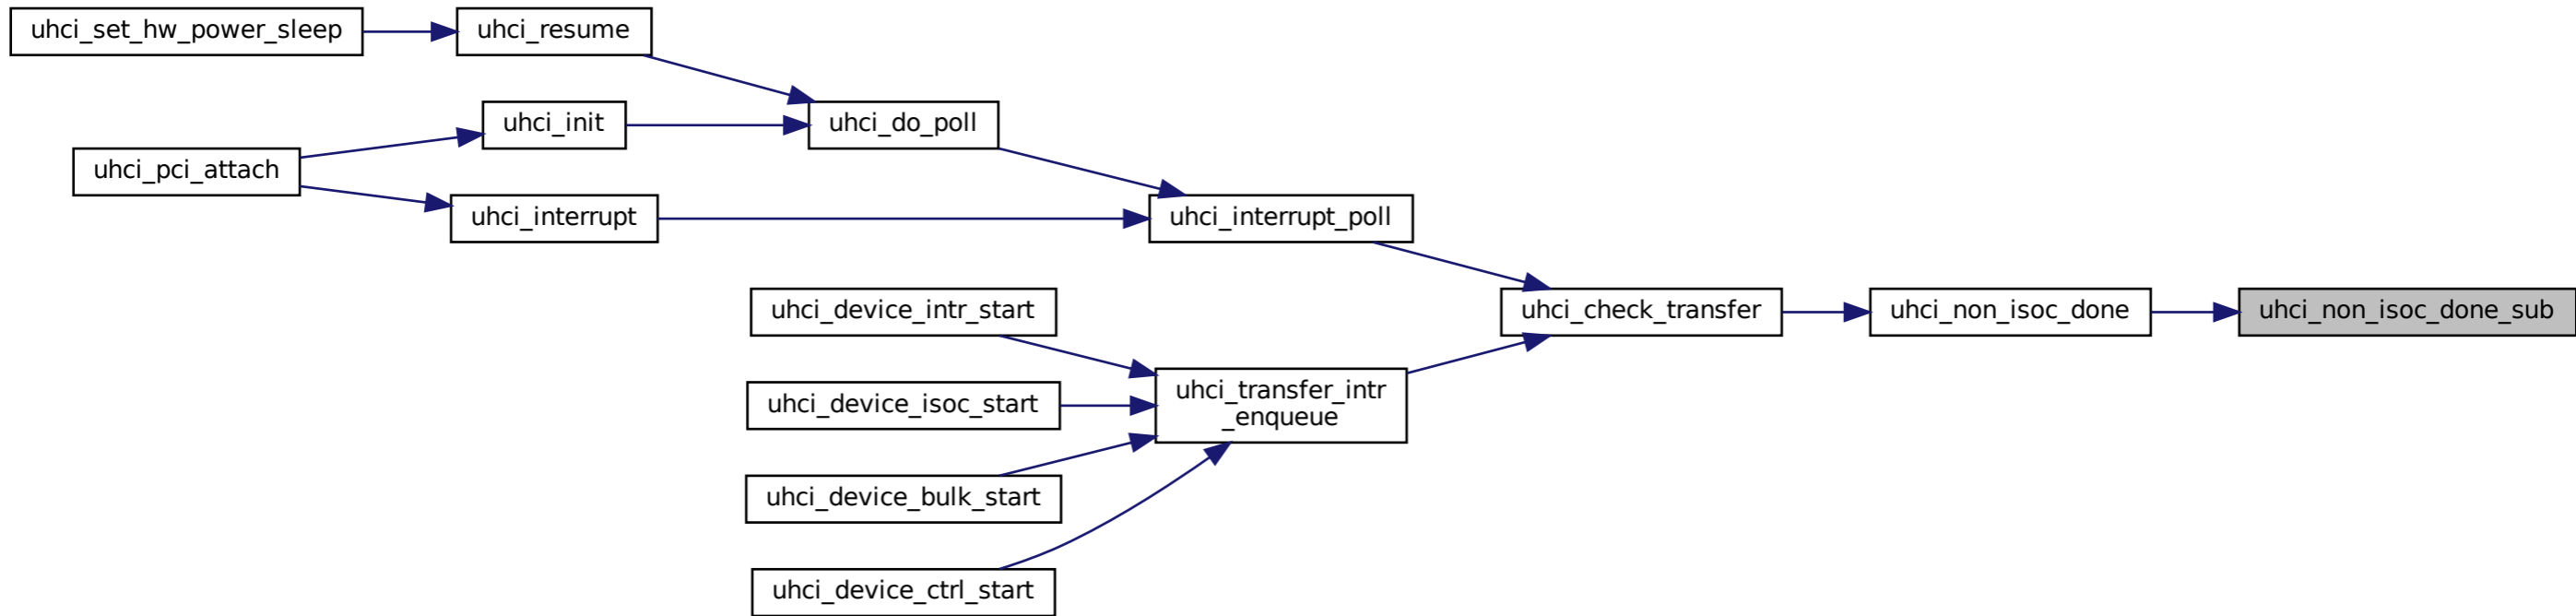 uhci_set_hw_power_sleep
uhci_resume
uhci_init
uhci_do_poll
uhci_pci_attach
uhci_interrupt
uhci_interrupt_poll
uhci_device_intr_start
uhci_check_transfer
uhci_non_isoc_done
uhci_non_isoc_done_sub
uhci_device_isoc_start
uhci_transfer_intr
_enqueue
uhci_device_bulk_start
uhci_device_ctrl_start